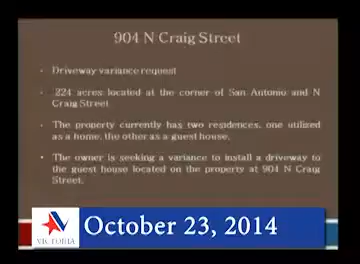 904 N Craig Street
- Driveway variance request
- .224 acres located at the corner of San Antonio and N
Craig Street
- The property currently has two residences, one utilized
as a home, the other as a guest house.
- The owner is seeking a variance to install a driveway to
the guest house located on the property at 904 N Craig
Street.
VICTORIA
October 23, 2014